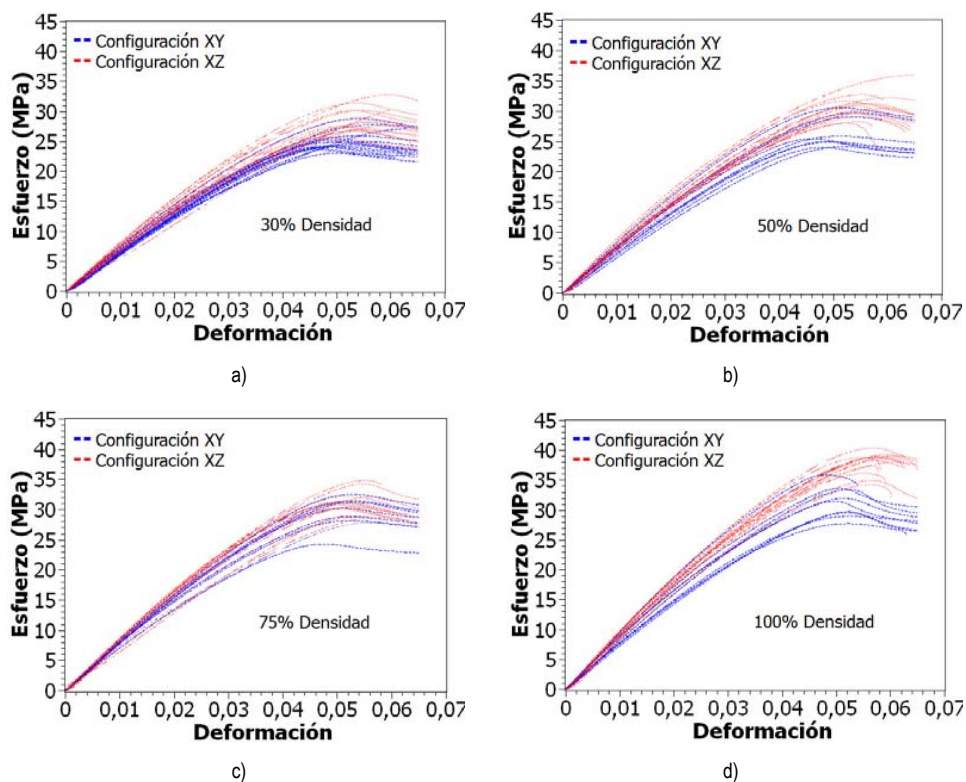 45
40
35
30
25
20
15
10
5
0
Esfuerzo (MPa)
Configuración XY
Configuración XZ
30% Densidad
0 0,01 0,02 0,03 0,04 0,05 0,06 0,07
Deformación
a)
45
40
35
30
25
20
15
10
5
0
Esfuerzo (MPa)
Configuración XY
Configuración XZ
50% Densidad
0 0,01 0,02 0,03 0,04 0,05 0,06 0,07
Deformación
b)
45
40
35
30
25
20
15
10
5
0
Esfuerzo (MPa)
Configuración XY
Configuración XZ
75% Densidad
0 0,01 0,02 0,03 0,04 0,05 0,06 0,07
Deformación
c)
45
40
35
30
25
20
15
10
5
0
Esfuerzo (MPa)
Configuración XY
Configuración XZ
100% Densidad
0 0,01 0,02 0,03 0,04 0,05 0,06 0,07
Deformación
d)